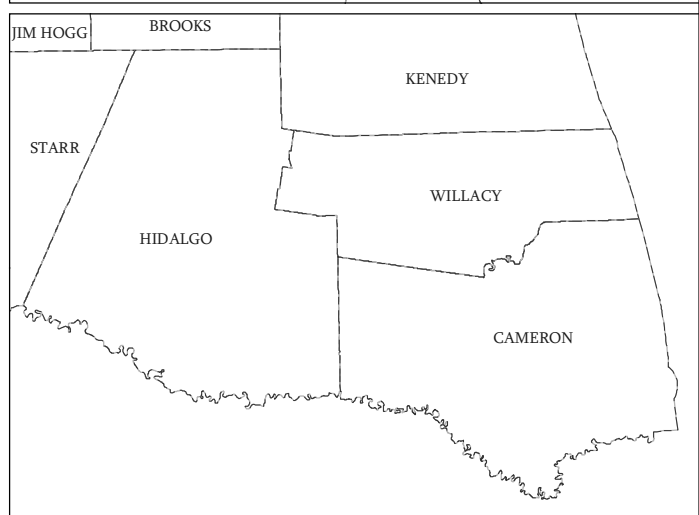 JIM HOGG
BROOKS
KENEDY
STARR
WILLACY
HIDALGO
CAMERON